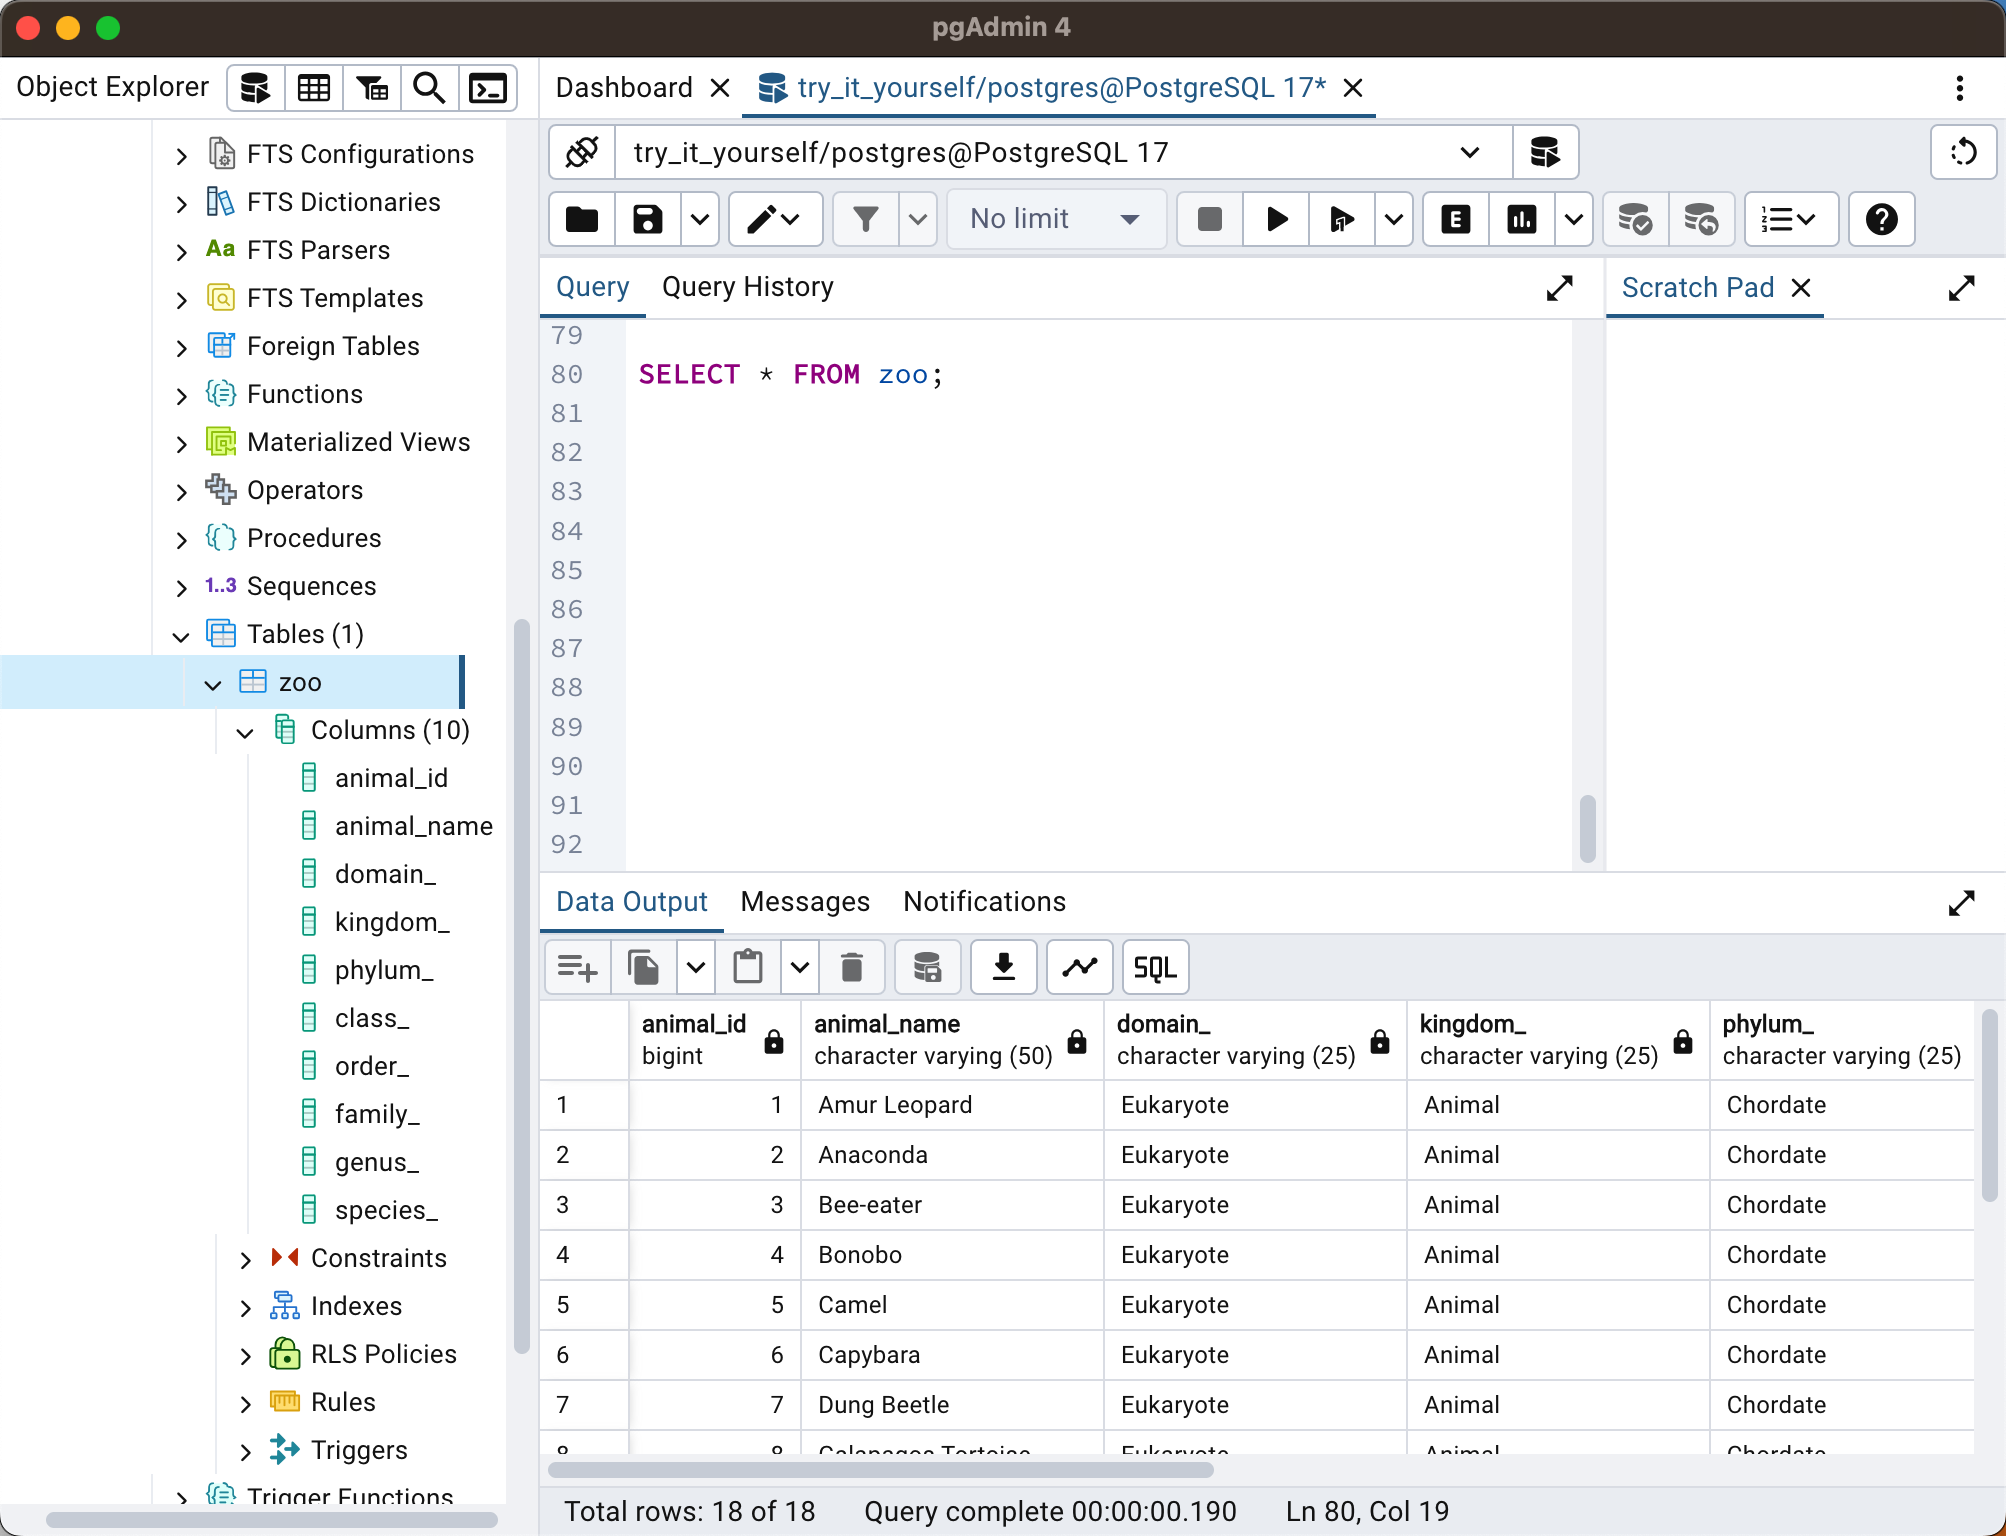 pgAdmin 4
Object Explorer
Dashboard
try_it_yourself/postgres@PostgreSQL 17*
FTS Configurations
FTS Dictionaries
Aa FTS Parsers
FTS Templates
Foreign Tables
Functions
Materialized Views
Operators
Procedures
1..3 Sequences
Tables (1)
zoo
Columns (10)
animal_id
animal_name
domain_
kingdom_
phylum_
class_
order_
family_
genus_
species_
Constraints
Indexes
RLS Policies
Rules
Triggers
Trigger Functions
try_it_yourself/postgres@PostgreSQL 17
No limit
E
Query
Query History
Scratch Pad
79
80 SELECT * FROM zoo;
81
82
83
84
85
86
87
88
89
90
91
92
Data Output
Messages
Notifications
SQL
animal_id animal_name domain_ kingdom_ phylum_
bigint character varying (50) character varying (25) character varying (25) character varying (25)
1 1 Amur Leopard Eukaryote Animal Chordate
2 2 Anaconda Eukaryote Animal Chordate
3 3 Bee-eater Eukaryote Animal Chordate
4 4 Bonobo Eukaryote Animal Chordate
5 5 Camel Eukaryote Animal Chordate
6 6 Capybara Eukaryote Animal Chordate
7 7 Dung Beetle Eukaryote Animal Chordate
8 8 Galapagos Tortoise Eukaryote Animal Chordate
Total rows: 18 of 18
Query complete 00:00:00.190
Ln 80, Col 19